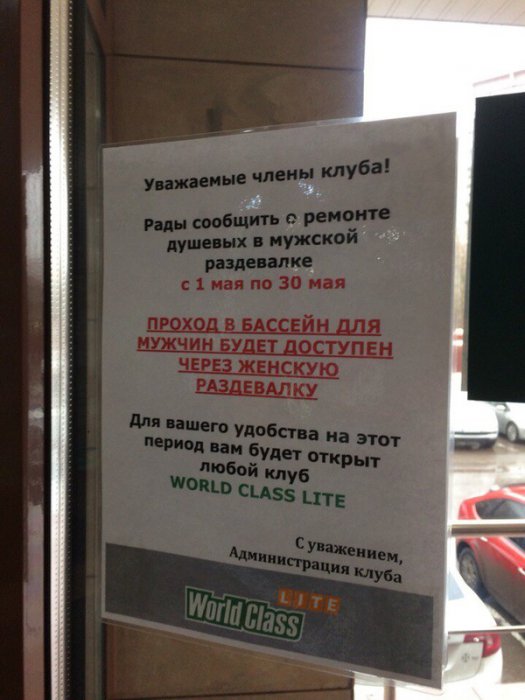 Уважаемые члены клуба!
Рады сообщить о ремонте
душевых в мужской
раздевалке
с 1 мая по 30 мая
ПРОХОД В БАССЕЙН ДЛЯ
МУЖЧИН БУДЕТ ДОСТУПЕН
ЧЕРЕЗ ЖЕНСКУЮ
РАЗДЕВАЛКУ
Для вашего удобства на этот
период вам будет открыт
любой клуб
WORLD CLASS LITE
С уважением,
Администрация клуба
LITE
World Class